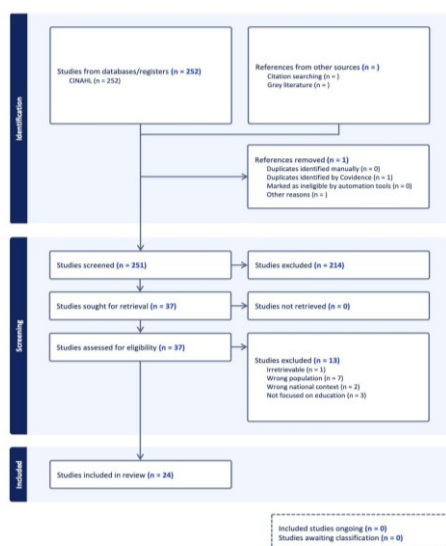 Identification
Studies from databases/registers (n = 252)
CINAHL (n = 252)
References from other sources (n = )
Citation searching (n = )
Grey literature (n = )
References removed (n = 1)
Duplicates identified manually (n = 0)
Duplicates identified by Covidence (n = 1)
Marked as ineligible by automation tools (n = 0)
Other reasons (n = )
Screening
Studies screened (n = 251)
Studies excluded (n = 214)
Studies sought for retrieval (n = 37)
Studies not retrieved (n = 0)
Studies assessed for eligibility (n = 37)
Studies excluded (n = 13)
Irretrievable (n = 1)
Wrong population (n = 7)
Wrong national context (n = 2)
Not focused on education (n = 3)
Included
Studies included in review (n = 24)
Included studies ongoing (n = 0)
Studies awaiting classification (n = 0)